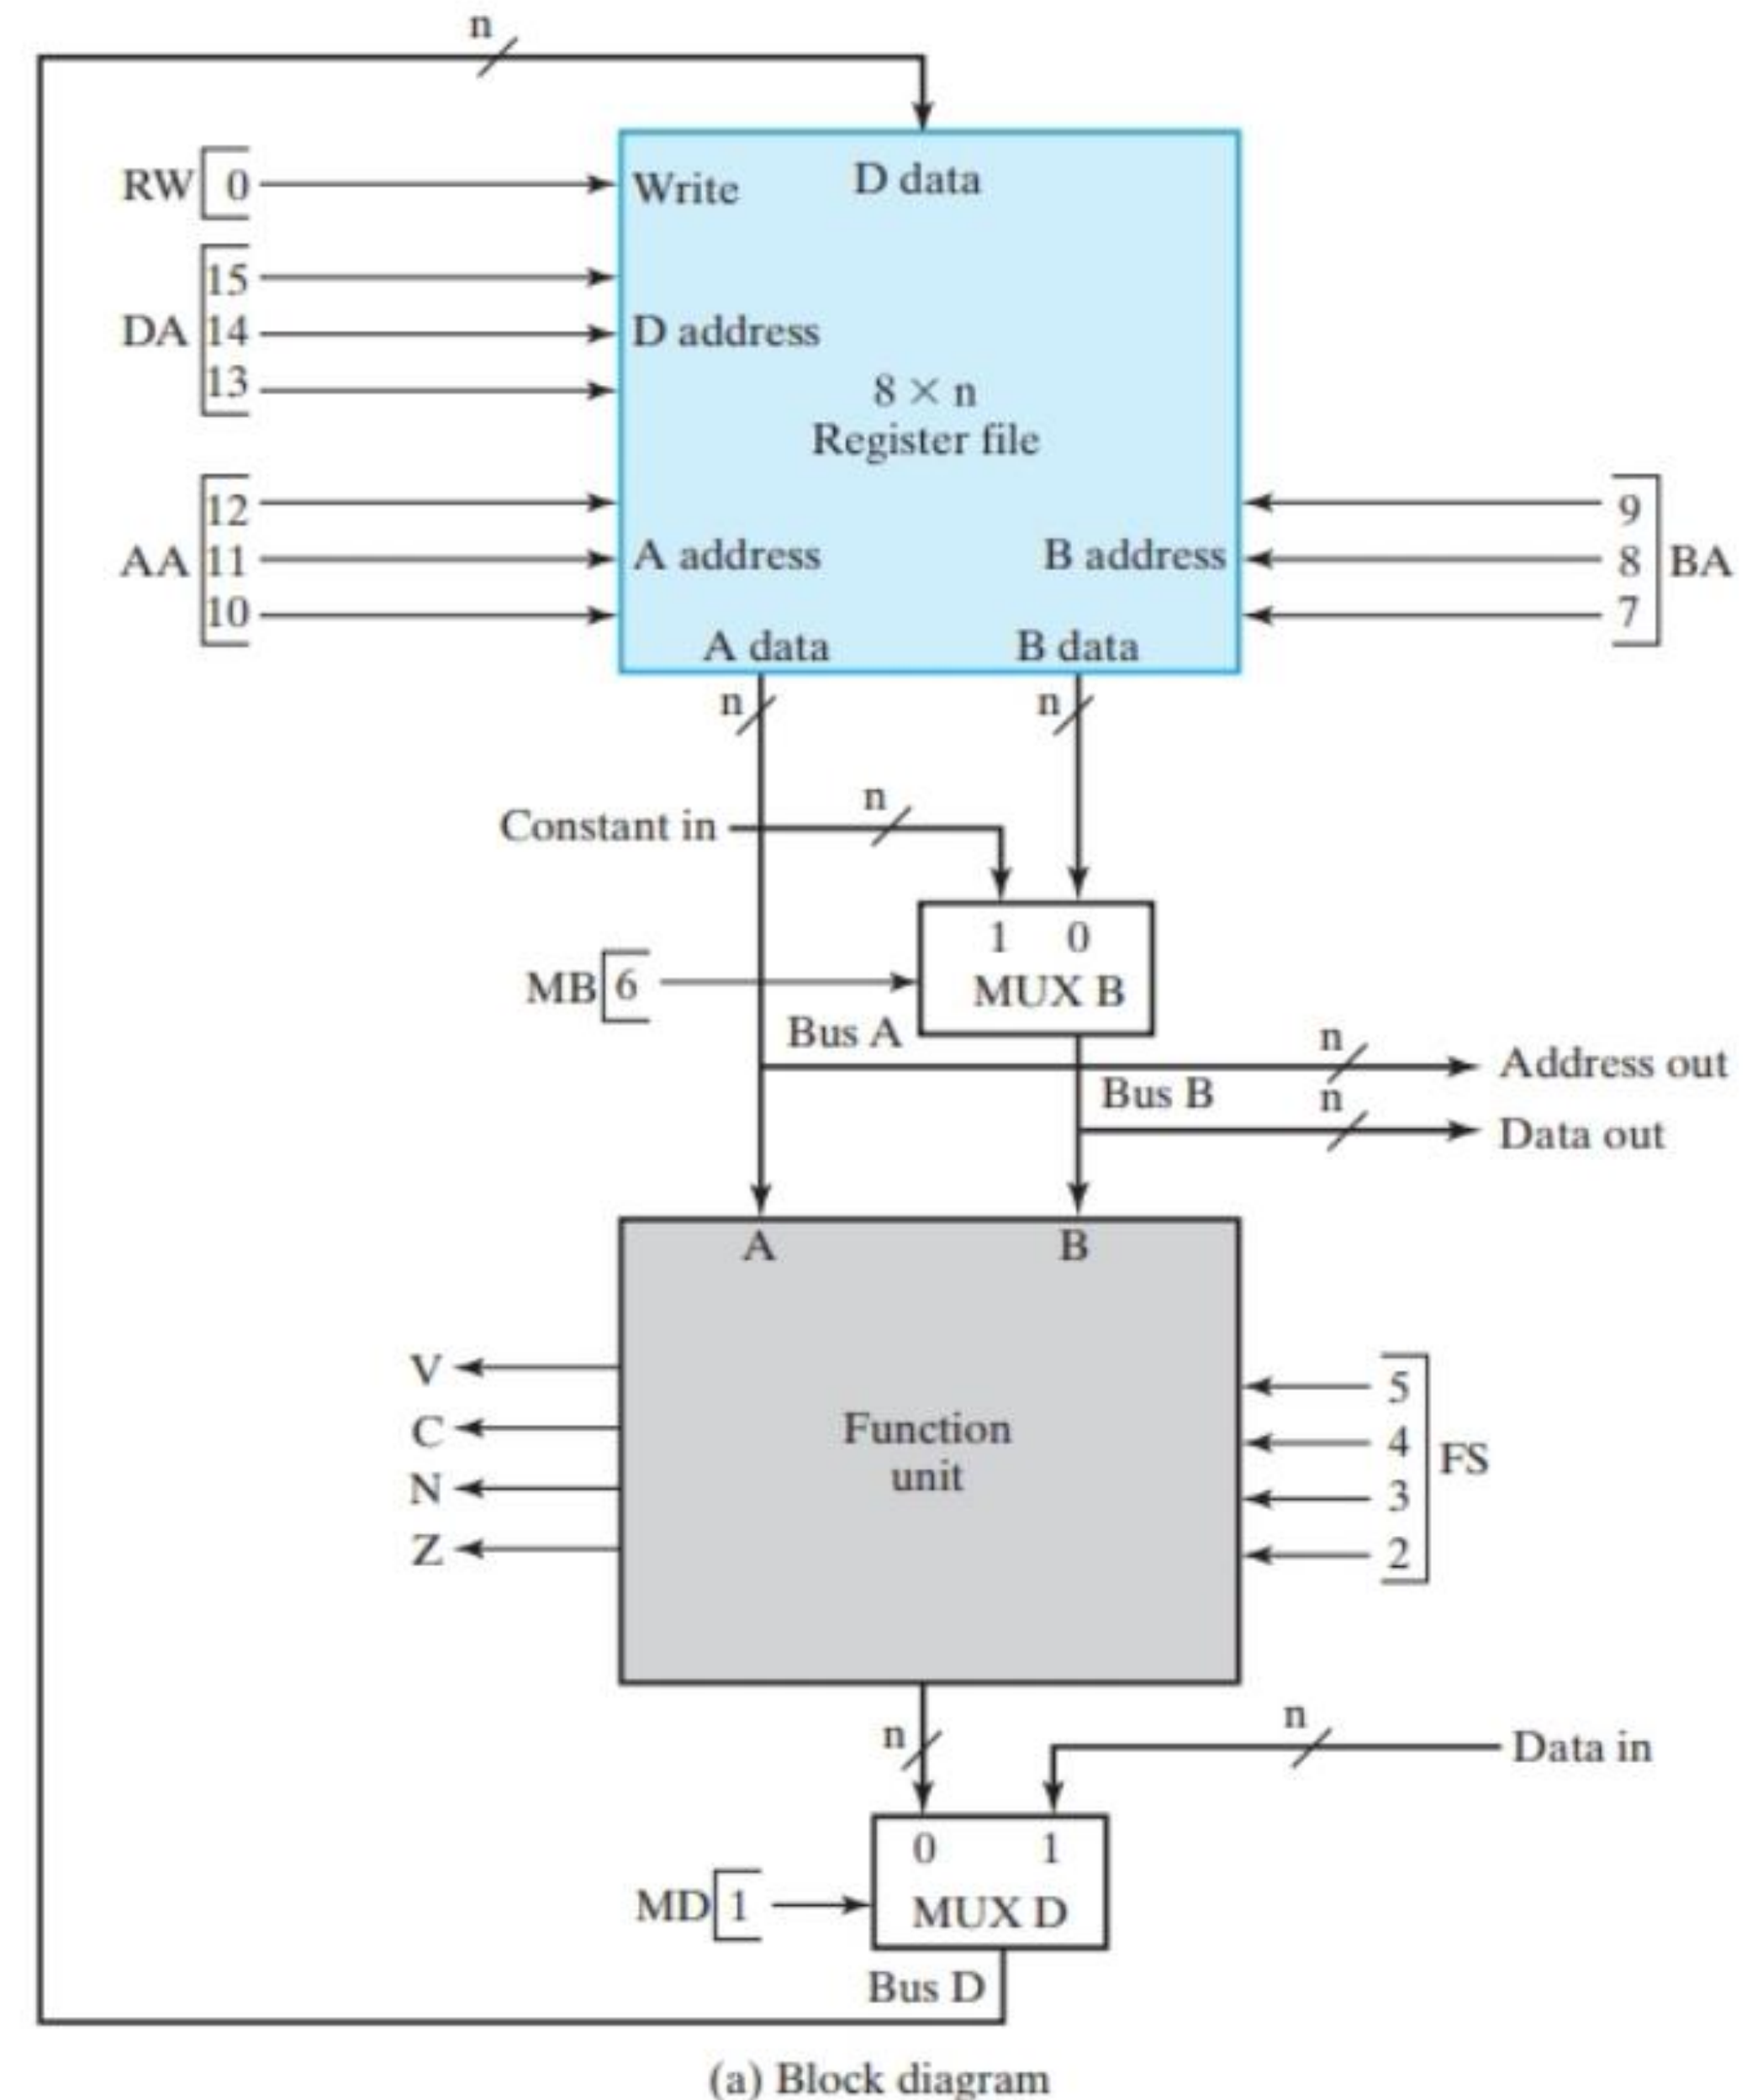 n
RW 0
Write
D data
15
DA 14
D address
13
8 × n
Register file
12
9
AA 11
A address
B address
8 BA
10
7
A data
B data
n
n
Constant in
n
1 0
MB 6
MUX B
Bus A
n
Address out
Bus B
n
Data out
A
B
V
5
C
Function
4
FS
N
unit
3
Z
2
n
n
Data in
0 1
MD 1
MUX D
Bus D
(a) Block diagram